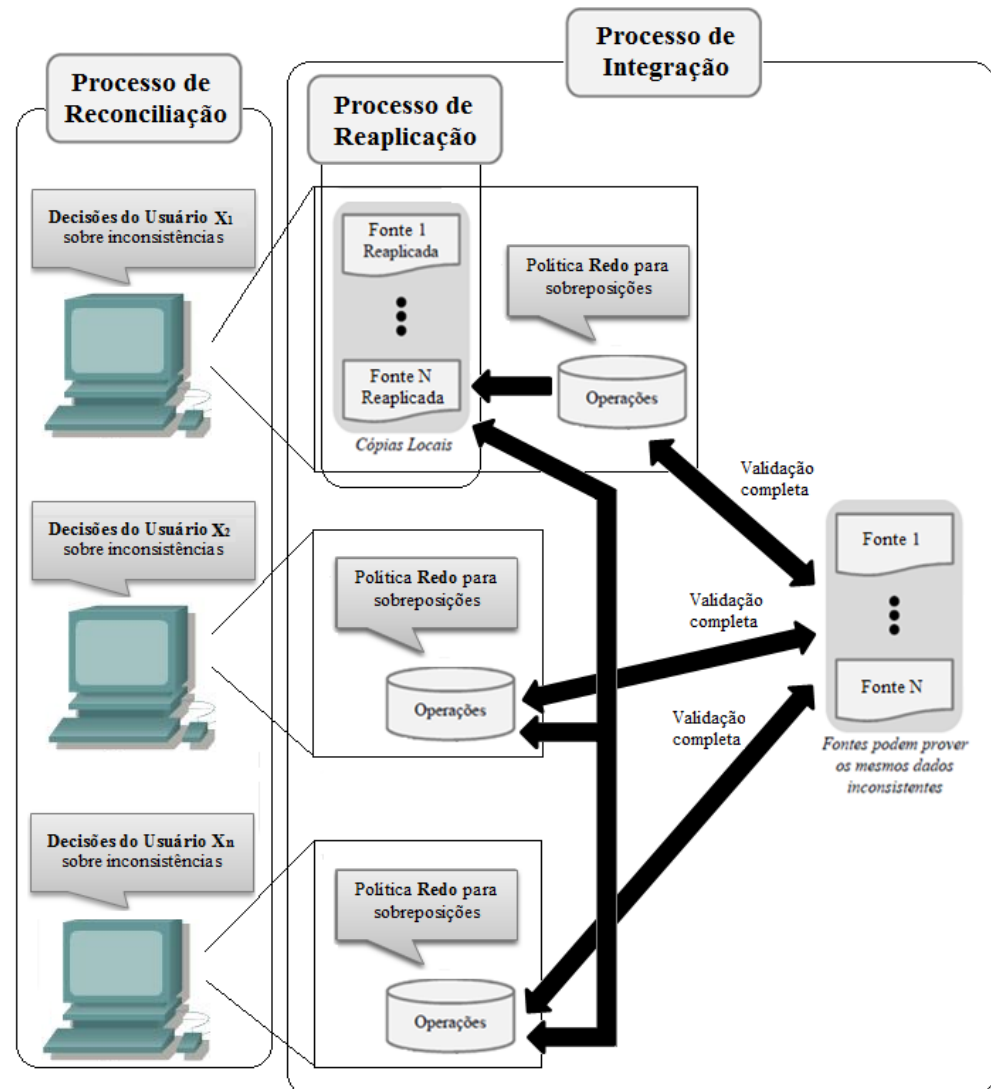 Processo de
Integração
Processo de
Reconciliação
Processo de
Reaplicação
Decisões do Usuário X1
sobre inconsistências
Fonte 1
Reaplicada
Fonte N
Reaplicada
Cópias Locais
Política Redo para
sobreposições
Operações
Validação
completa
Decisões do Usuário X2
sobre inconsistências
Política Redo para
sobreposições
Operações
Validação
completa
Fonte 1
Fonte N
Fontes podem prover
os mesmos dados
inconsistentes
Validação
completa
Decisões do Usuário Xn
sobre inconsistências
Política Redo para
sobreposições
Operações